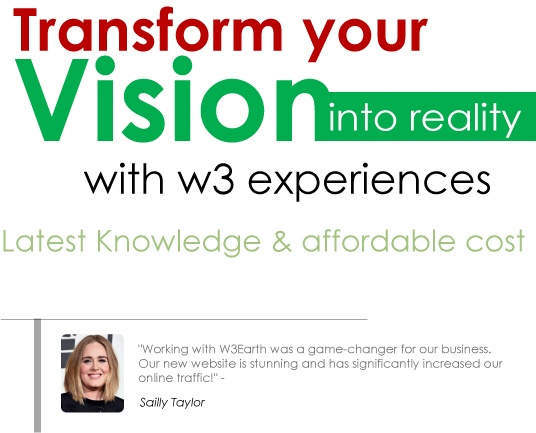 Transform your
Vision into reality
with w3 experiences
Latest Knowledge & affordable cost
"Working with W3Earth was a game-changer for our business.
Our new website is stunning and has significantly increased our
online traffic!" -
Sailly Taylor